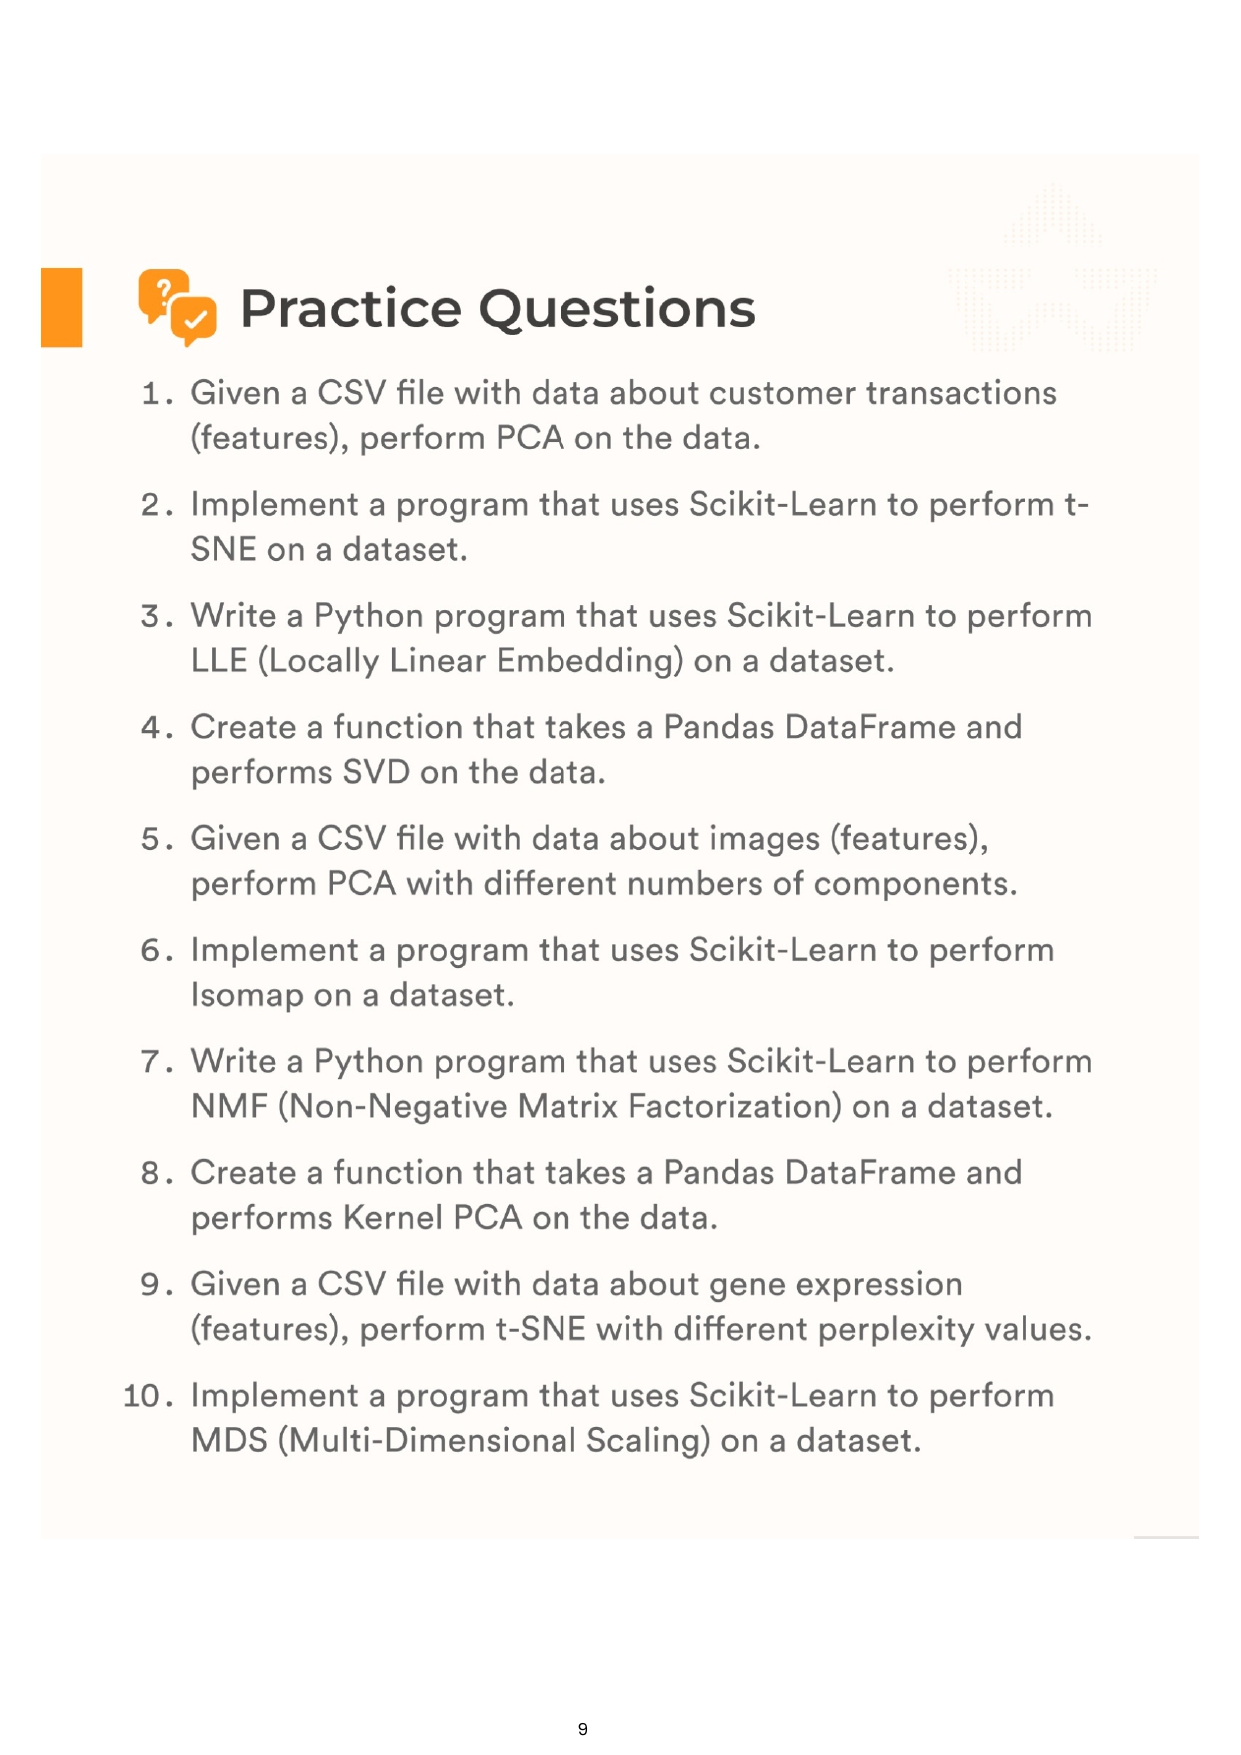 Practice Questions
1. Given a CSV file with data about customer transactions
(features), perform PCA on the data.
2. Implement a program that uses Scikit-Learn to perform t-
SNE on a dataset.
3. Write a Python program that uses Scikit-Learn to perform
LLE (Locally Linear Embedding) on a dataset.
4. Create a function that takes a Pandas DataFrame and
performs SVD on the data.
5. Given a CSV file with data about images (features),
perform PCA with different numbers of components.
6. Implement a program that uses Scikit-Learn to perform
Isomap on a dataset.
7. Write a Python program that uses Scikit-Learn to perform
NMF (Non-Negative Matrix Factorization) on a dataset.
8. Create a function that takes a Pandas DataFrame and
performs Kernel PCA on the data.
9. Given a CSV file with data about gene expression
(features), perform t-SNE with different perplexity values.
10. Implement a program that uses Scikit-Learn to perform
MDS (Multi-Dimensional Scaling) on a dataset.
9